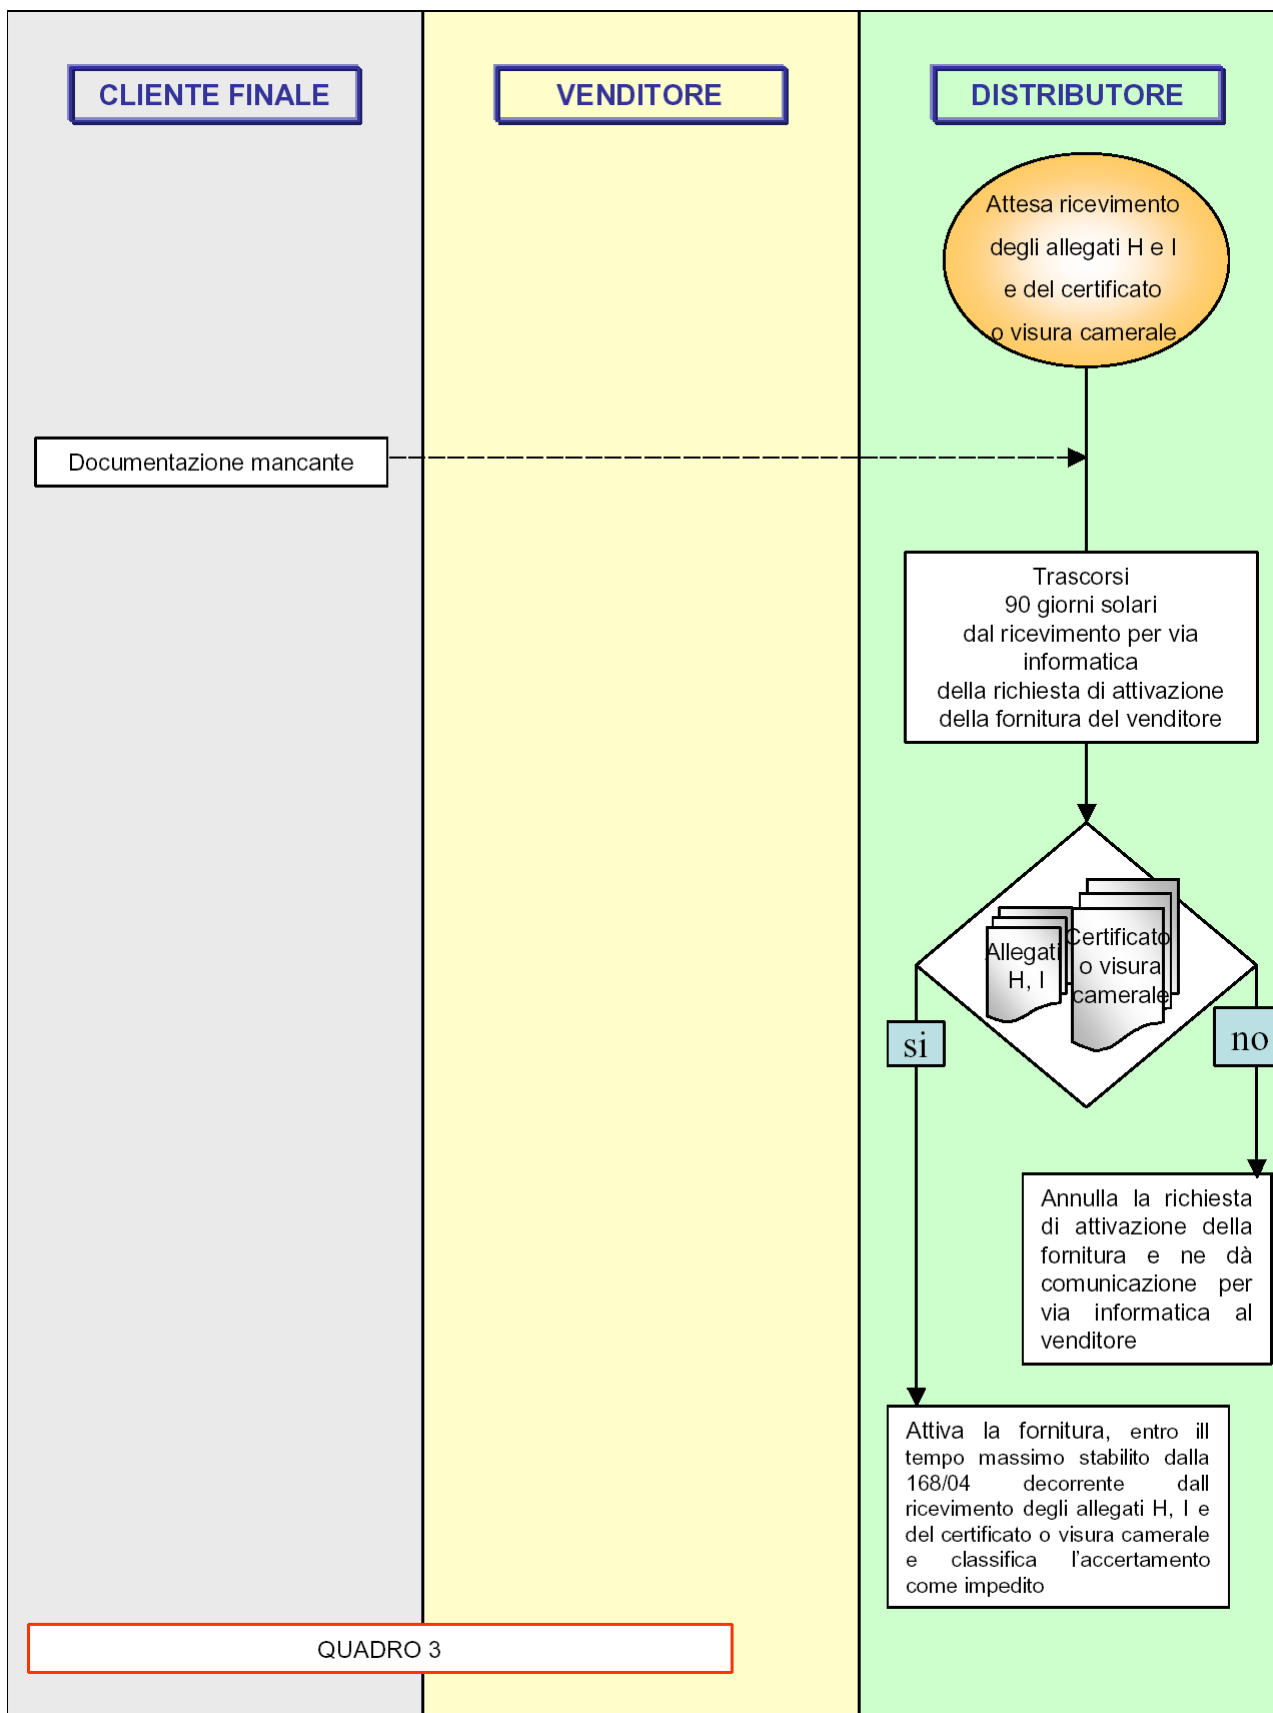 CLIENTE FINALE
VENDITORE
DISTRIBUTORE
Attesa ricevimento
degli allegati H e I
e del certificato
o visura camerale
Documentazione mancante
Trascorsi
90 giorni solari
dal ricevimento per via
informatica
della richiesta di attivazione
della fornitura del venditore
Allegati
H, I
Certificato
o visura
camerale
si
no
Annulla la richiesta
di attivazione della
fornitura e ne dà
comunicazione per
via informatica al
venditore
Attiva la fornitura, entro ill
tempo massimo stabilito dalla
168/04 decorrente dall
ricevimento degli allegati H, I e
del certificato o visura camerale
e classifica l'accertamento
come impedito
QUADRO 3